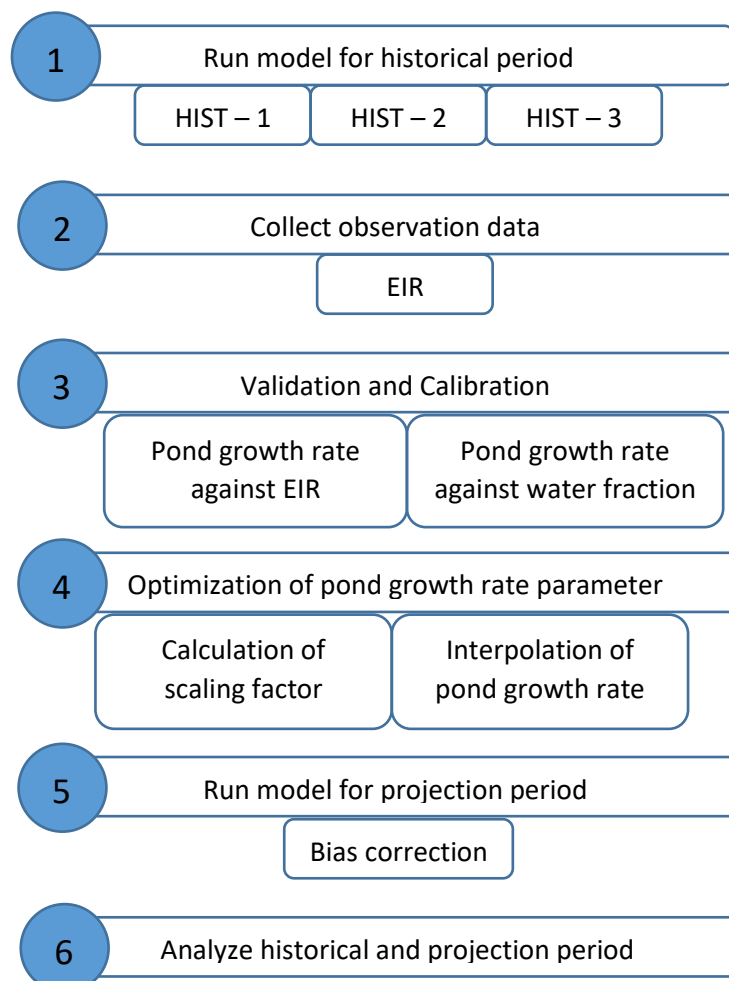 1
Run model for historical period
HIST – 1
HIST – 2
HIST – 3
2
Collect observation data
EIR
3
Validation and Calibration
Pond growth rate
against EIR
Pond growth rate
against water fraction
4
Optimization of pond growth rate parameter
Calculation of
scaling factor
Interpolation of
pond growth rate
5
Run model for projection period
Bias correction
6
Analyze historical and projection period